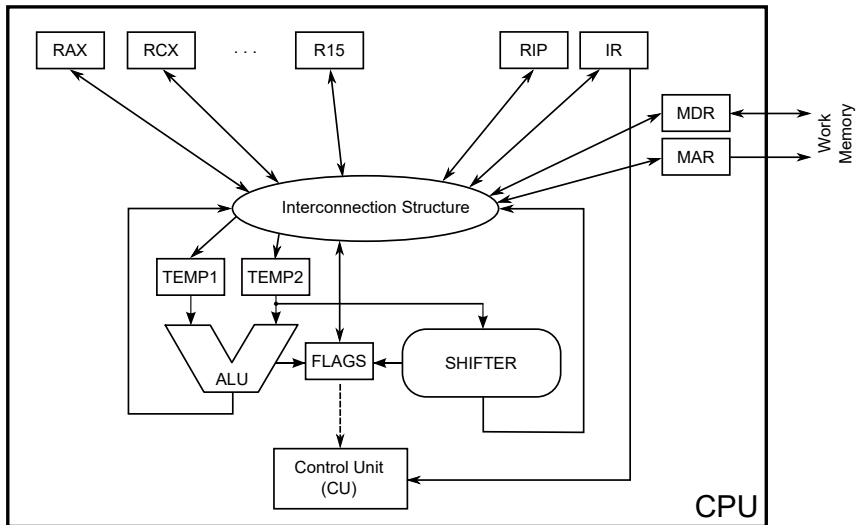 RAX
RCX
. . .
R15
RIP
IR
MDR
MAR
Work
Memory
Interconnection Structure
TEMP1
TEMP2
ALU
FLAGS
SHIFTER
Control Unit
(CU)
CPU